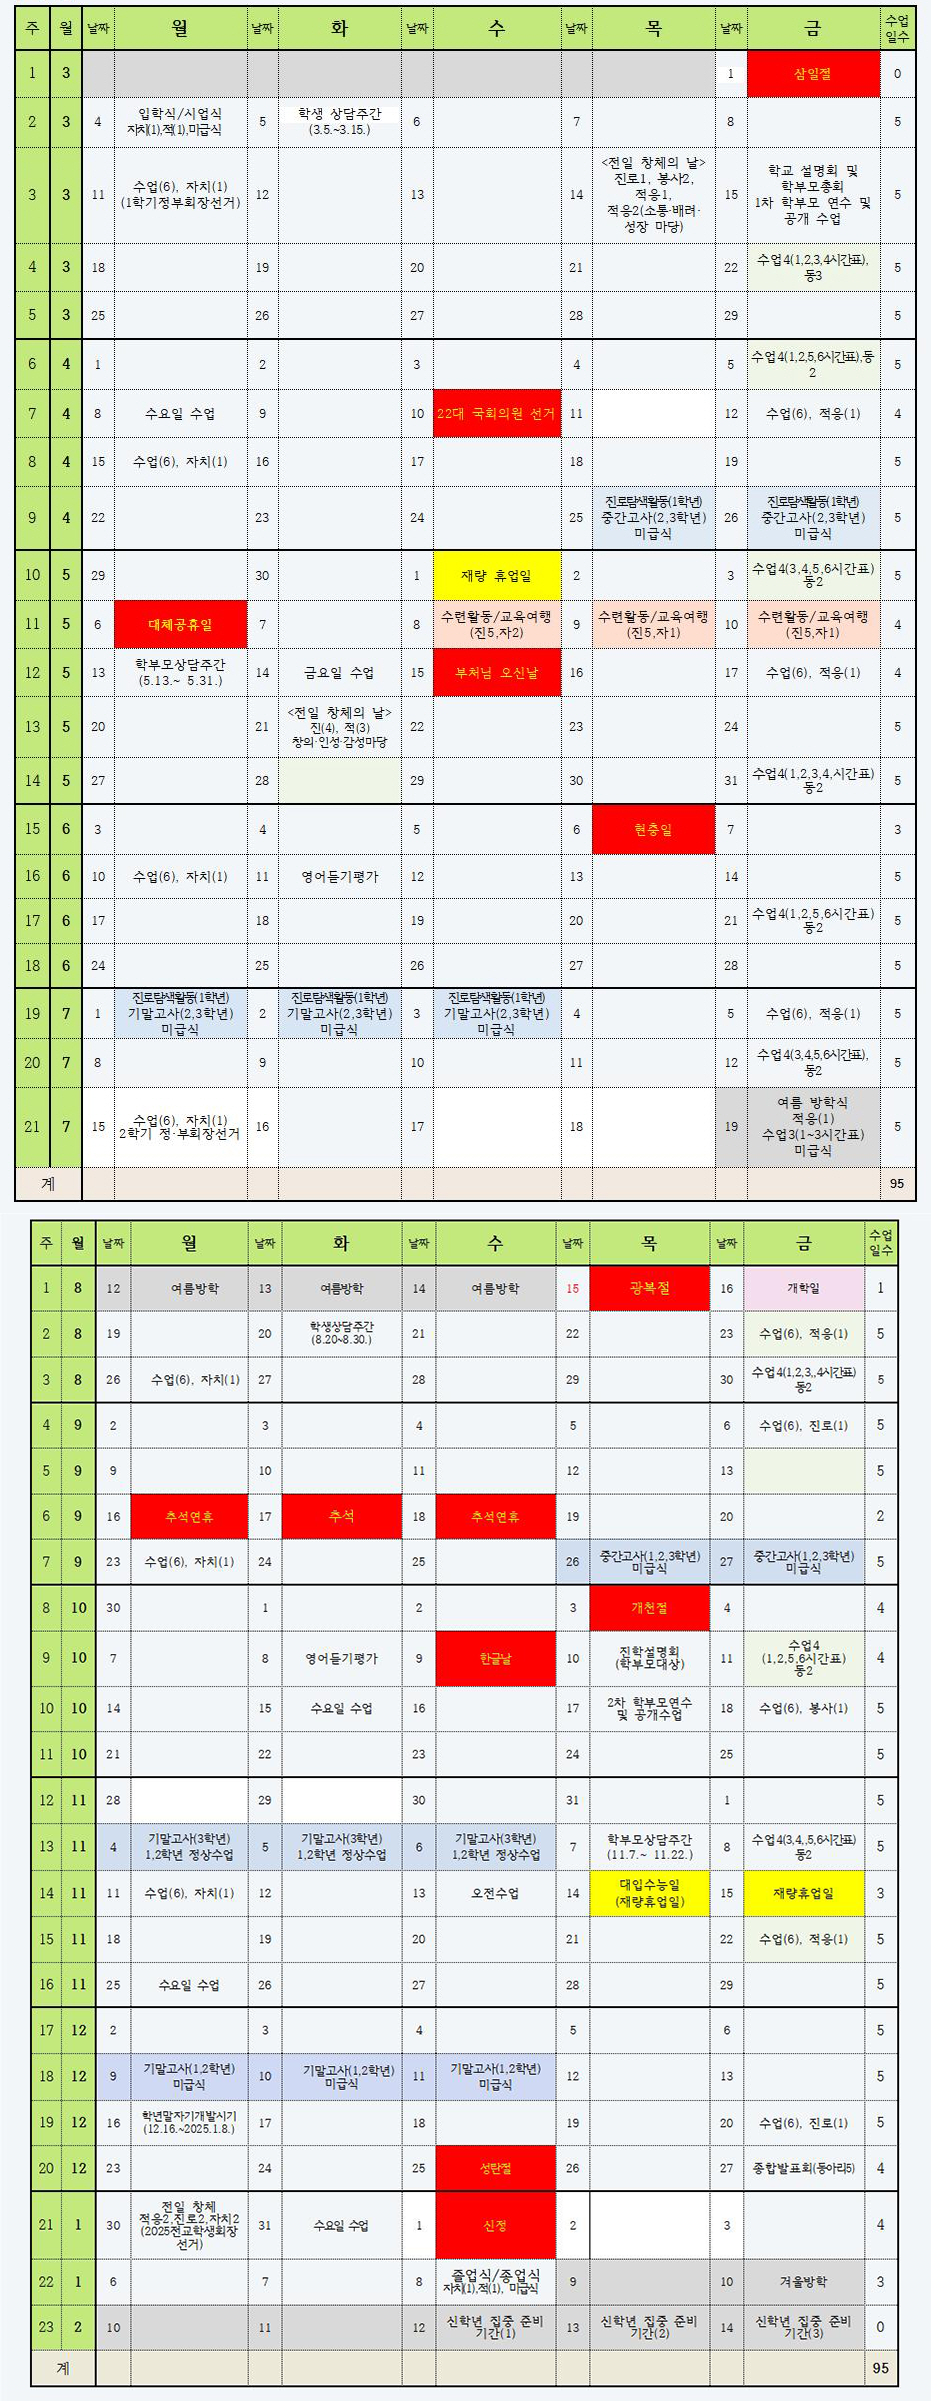 주 월 날짜 월 날짜 화 날짜 수 날짜 목 날짜 금 수업
일수
1 3 1 삼일절 0
2 3 4 입학식/시업식
자치(1),적(1),미급식 5 학생 상담주간
(3.5.~3.15.) 6 7 8 5
3 3 11 수업(6), 자치(1)
(1학기정부회장선거) 12 13 14 <전일 창체의 날>
진로1, 봉사2,
적응1,
적응2(소통·배려·
성장 마당) 15 학교 설명회 및
학부모총회
1차 학부모 연수 및
공개 수업 5
4 3 18 19 20 21 22 수업4(1,2,3,4시간표),
동3 5
5 3 25 26 27 28 29 5
6 4 1 2 3 4 5 수업4(1,2,5,6시간표),동
2 5
7 4 8 수요일 수업 9 10 22대 국회의원 선거 11 12 수업(6), 적응(1) 4
8 4 15 수업(6), 자치(1) 16 17 18 19 5
9 4 22 23 24 25 진로탐색활동(1학년)
중간고사(2,3학년)
미급식 26 진로탐색활동(1학년)
중간고사(2,3학년)
미급식 5
10 5 29 30 1 재량 휴업일 2 3 수업4(3,4,5,6시간표)
동2 5
11 5 6 대체공휴일 7 8 수련활동/교육여행
(진5,자2) 9 수련활동/교육여행
(진5,자1) 10 수련활동/교육여행
(진5,자1) 4
12 5 13 학부모상담주간
(5.13.~ 5.31.) 14 금요일 수업 15 부처님 오신날 16 17 수업(6), 적응(1) 4
13 5 20 21 <전일 창체의 날>
진(4), 적(3)
창의·인성·감성마당 22 23 24 5
14 5 27 28 29 30 31 수업4(1,2,3,4,시간표)
동2 5
15 6 3 4 5 6 현충일 7 3
16 6 10 수업(6), 자치(1) 11 영어듣기평가 12 13 14 5
17 6 17 18 19 20 21 수업4(1,2,5,6시간표)
동2 5
18 6 24 25 26 27 28 5
19 7 1 진로탐색활동(1학년)
기말고사(2,3학년)
미급식 2 진로탐색활동(1학년)
기말고사(2,3학년)
미급식 3 진로탐색활동(1학년)
기말고사(2,3학년)
미급식 4 5 수업(6), 적응(1) 5
20 7 8 9 10 11 12 수업4(3,4,5,6시간표),
동2 5
21 7 15 수업(6), 자치(1)
2학기 정·부회장선거 16 17 18 19 여름 방학식
적응(1)
수업3(1~3시간표)
미급식 5
계 95
주 월 날짜 월 날짜 화 날짜 수 날짜 목 날짜 금 수업
일수
1 8 12 여름방학 13 여름방학 14 여름방학 15 광복절 16 개학일 1
2 8 19 20 학생상담주간
(8.20~8.30.) 21 22 23 수업(6), 적응(1) 5
3 8 26 수업(6), 자치(1) 27 28 29 30 수업4(1,2,3,,4시간표)
동2 5
4 9 2 3 4 5 6 수업(6), 진로(1) 5
5 9 9 10 11 12 13 5
6 9 16 추석연휴 17 추석 18 추석연휴 19 20 2
7 9 23 수업(6), 자치(1) 24 25 26 중간고사(1,2,3학년)
미급식 27 중간고사(1,2,3학년)
미급식 5
8 10 30 1 2 3 개천절 4 4
9 10 7 8 영어듣기평가 9 한글날 10 진학설명회
(학부모대상) 11 수업4
(1,2,5,6시간표)
동2 4
10 10 14 15 수요일 수업 16 17 2차 학부모연수
및 공개수업 18 수업(6), 봉사(1) 5
11 10 21 22 23 24 25 5
12 11 28 29 30 31 1 5
13 11 4 기말고사(3학년)
1,2학년 정상수업 5 기말고사(3학년)
1,2학년 정상수업 6 기말고사(3학년)
1,2학년 정상수업 7 학부모상담주간
(11.7.~ 11.22.) 8 수업4(3,4,,5,6시간표)
동2 5
14 11 11 수업(6), 자치(1) 12 13 오전수업 14 대입수능일
(재량휴업일) 15 재량휴업일 3
15 11 18 19 20 21 22 수업(6), 적응(1) 5
16 11 25 수요일 수업 26 27 28 29 5
17 12 2 3 4 5 6 5
18 12 9 기말고사(1,2학년)
미급식 10 기말고사(1,2학년)
미급식 11 기말고사(1,2학년)
미급식 12 13 5
19 12 16 학년말자기개발시기
(12.16.~2025.1.8.) 17 18 19 20 수업(6), 진로(1) 5
20 12 23 24 25 성탄절 26 27 종합발표회(동아리5) 4
21 1 30 전일 창체
적응2,진로2,자치2
(2025전교학생회장
선거) 31 수요일 수업 1 신정 2 3 4
22 1 6 7 8 졸업식/종업식
자치(1),적(1), 미급식 9 10 겨울방학 3
23 2 10 11 12 신학년 집중 준비
기간(1) 13 신학년 집중 준비
기간(2) 14 신학년 집중 준비
기간(3) 0
계 95